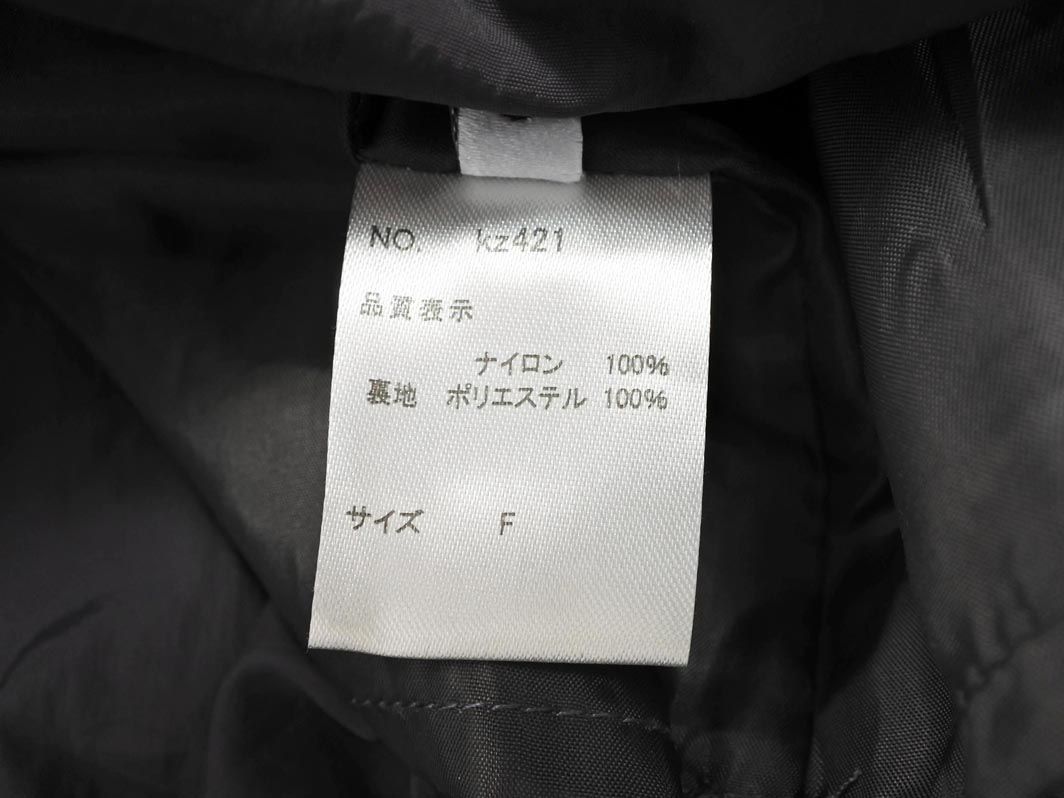 NO. kz421
品質表示
ナイロン 100%
裏地 ポリエステル 100%
サイズ F